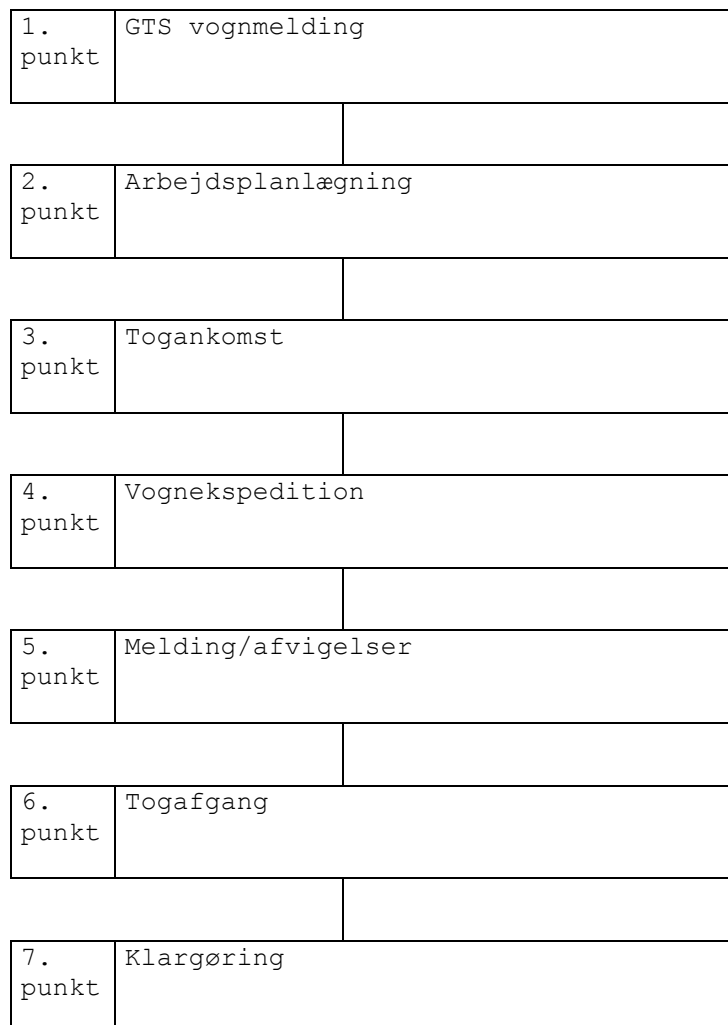 1. GTS vognmelding
punkt
2. Arbejdsplanlægning
punkt
3. Togankomst
punkt
4. Vognekspedition
punkt
5. Melding/afvigelser
punkt
6. Togafgang
punkt
7. Klargøring
punkt